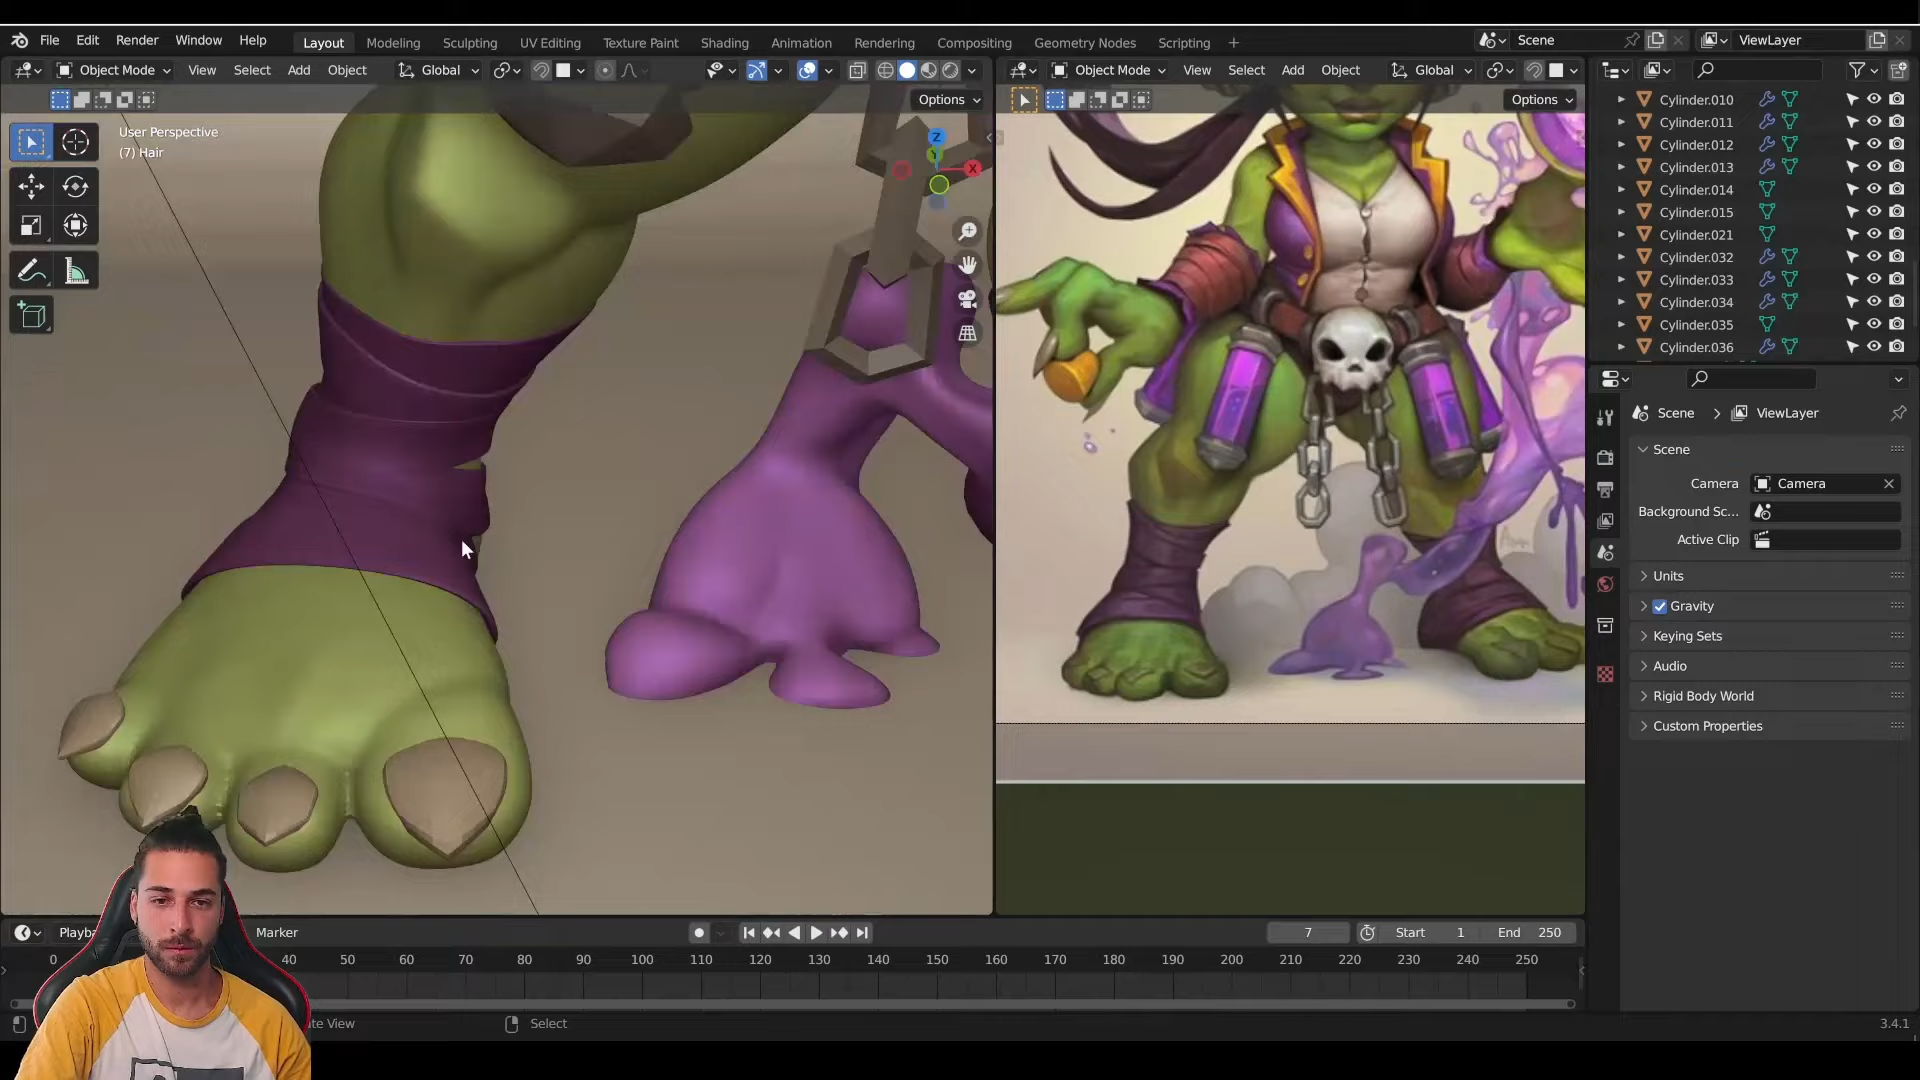 File Edit Render Window Help Layout Modeling Sculpting UV Editing Texture Paint Shading Animation Rendering Compositing Geometry Nodes Scripting + Scene ViewLayer
Object Mode View Select Add Object Global
Object Mode View Select Add Object Global
Options
Options
User Perspective
(7) Hair
Z
Y
X
Cylinder.010
Cylinder.011
Cylinder.012
Cylinder.013
Cylinder.014
Cylinder.015
Cylinder.021
Cylinder.032
Cylinder.033
Cylinder.034
Cylinder.035
Cylinder.036
Scene > ViewLayer
Scene
Camera Camera
Background Sc...
Active Clip
Units
Gravity
Keying Sets
Audio
Rigid Body World
Custom Properties
Marker 7 Start 1 End 250
0 40 50 60 70 80 90 100 110 120 130 140 150 160 170 180 190 200 210 220 230 240 250
View Select 3.4.1